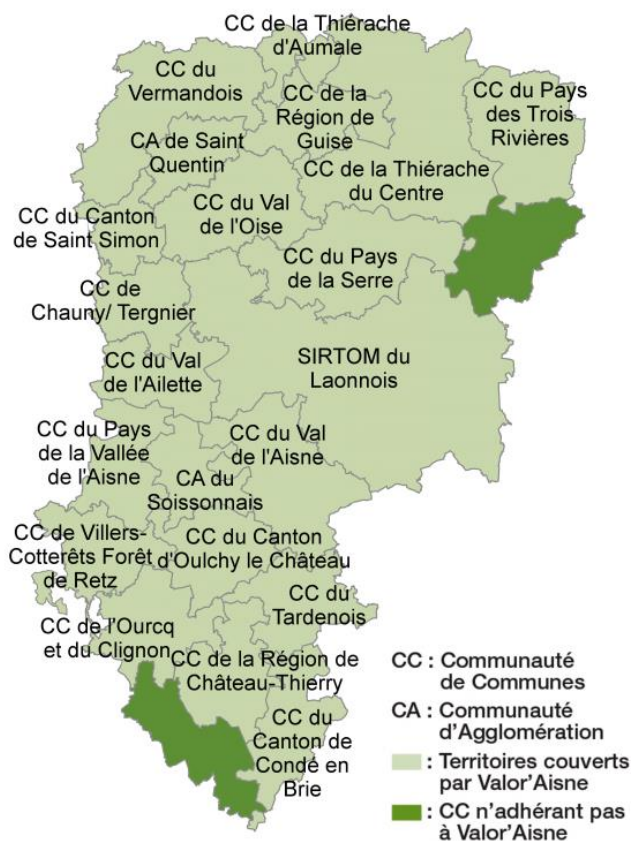 CC de la Thiérache
d'Aumale
CC du
Vermandois
CC de la
Région de
Guise
CC du Pays
des Trois
Rivières
CA de Saint
Quentin
CC de la Thiérache
du Centre
CC du Val
de l'Oise
CC du Canton
de Saint Simon
CC du Pays
de la Serre
CC de
Chauny/ Tergnier
SIRTOM du
Laonnois
CC du Val
de l'Ailette
CC du Pays
de la Vallée
de l'Aisne
CC du Val
de l'Aisne
CA du
Soissonnais
CC de Villers-
Cotterêts Forêt
de Retz
CC du Canton
d'Oulchy le Château
CC du
Tardenois
CC de l'Ourcq
et du Clignon
CC de la Région de
Château-Thierry
CC du
Canton de
Condé en
Brie
CC : Communauté
de Communes
CA : Communauté
d'Agglomération
: Territoires couverts
par Valor'Aisne
: CC n'adhérant pas
à Valor'Aisne